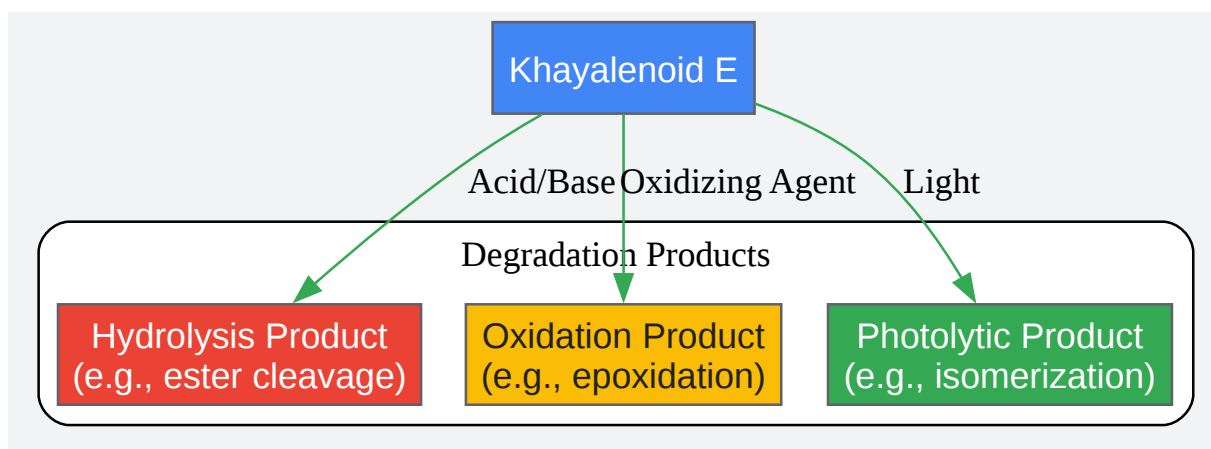 Khayalenoid E
Acid/Base
Oxidizing Agent
Light
Degradation Products
Hydrolysis Product
(e.g., ester cleavage)
Oxidation Product
(e.g., epoxidation)
Photolytic Product
(e.g., isomerization)